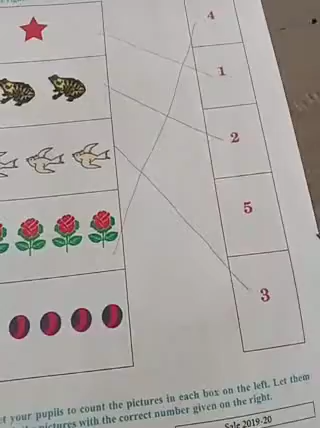 4
1
2
5
3
your pupils to count the pictures in each box on the left. Let them
pictures with the correct number given on the right.
Sale 2019-20